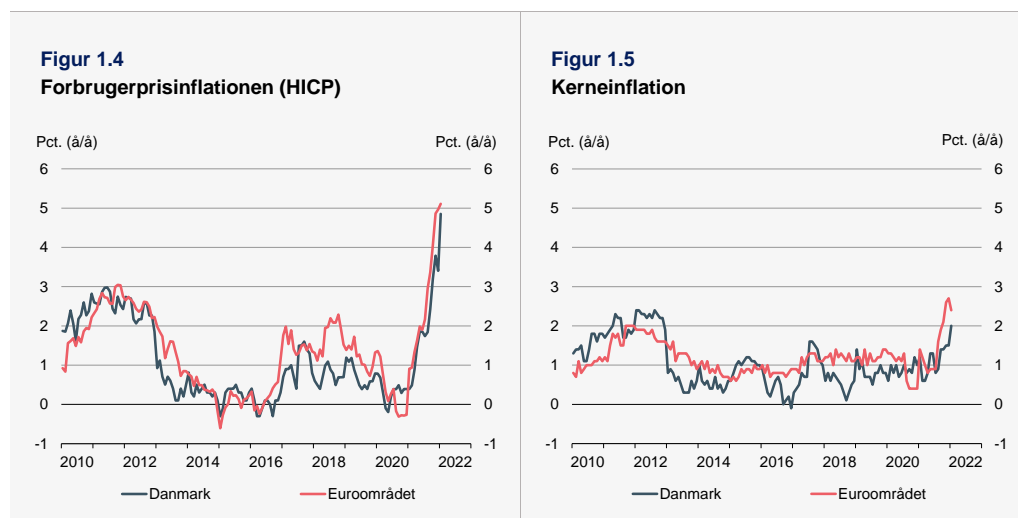 Figur 1.4
Forbrugerprisinflationen (HICP)
Pct. (å/å) Pct. (å/å)
6 6
5 5
4 4
3 3
2 2
1 1
0 0
-1 -1
2010 2012 2014 2016 2018 2020 2022
Danmark Euroområdet
Figur 1.5
Kerneinflation
Pct. (å/å) Pct. (å/å)
6 6
5 5
4 4
3 3
2 2
1 1
0 0
-1 -1
2010 2012 2014 2016 2018 2020 2022
Danmark Euroområdet